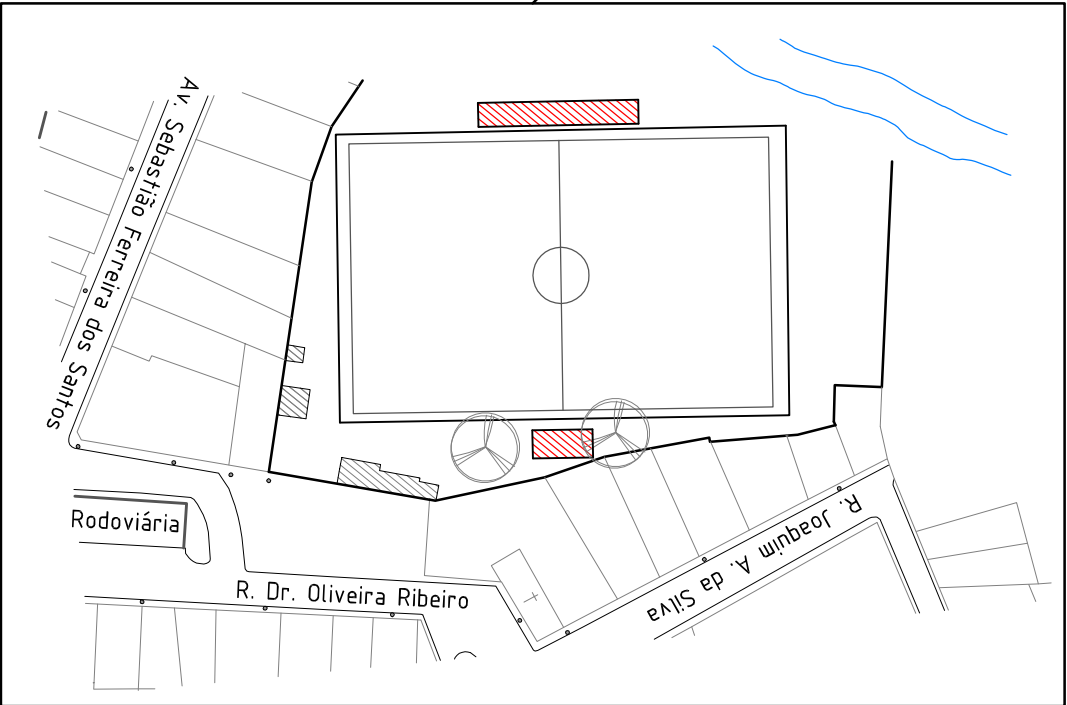 Av. Sebastião Ferreira dos Santos
Rodoviária
R. Dr. Oliveira Ribeiro
R. Joaquim A. da Silva